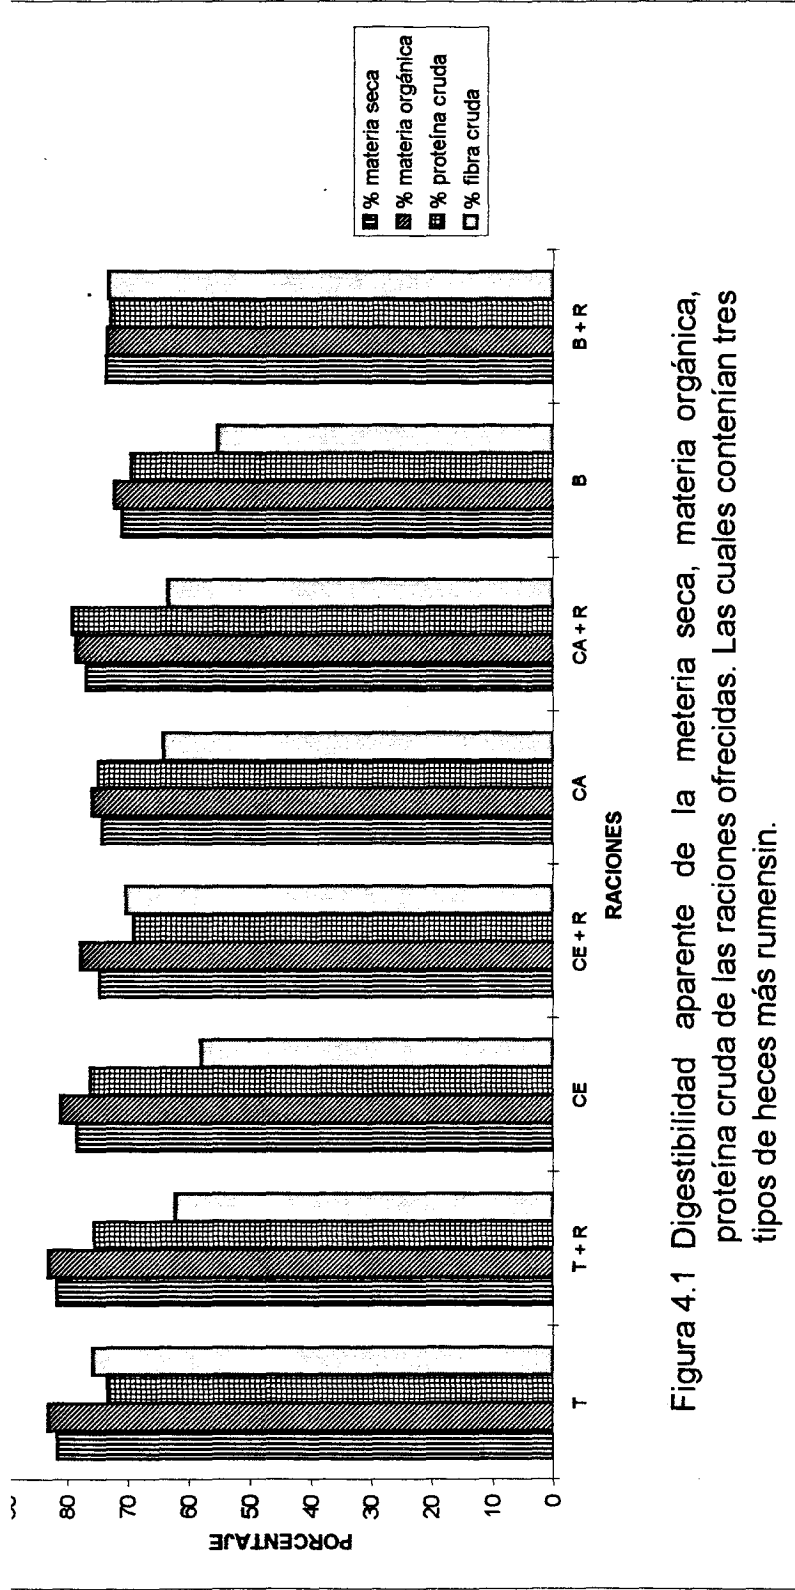 PORCENTAJE
80
70
60
50
40
30
20
10
0
T
T + R
CE
CE + R
CA
CA + R
B
B + R
RACIONES
% materia seca
% materia orgánica
% proteína cruda
% fibra cruda
Figura 4.1 Digestibilidad aparente de la meteria seca, materia orgánica,
proteína cruda de las raciones ofrecidas. Las cuales contenían tres
tipos de heces más rumensin.